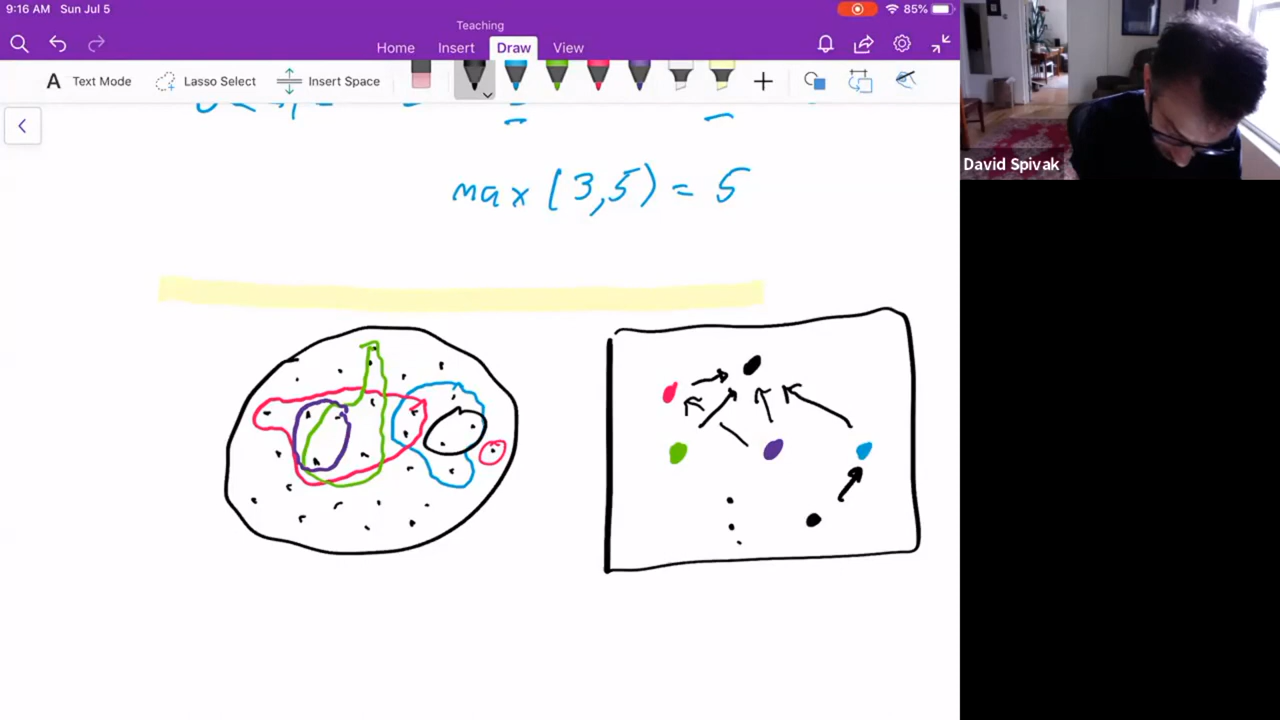 9:16 AM Sun Jul 5
85%
Teaching
Home Insert Draw View
A Text Mode Lasso Select Insert Space
David Spivak
max (3,5) = 5